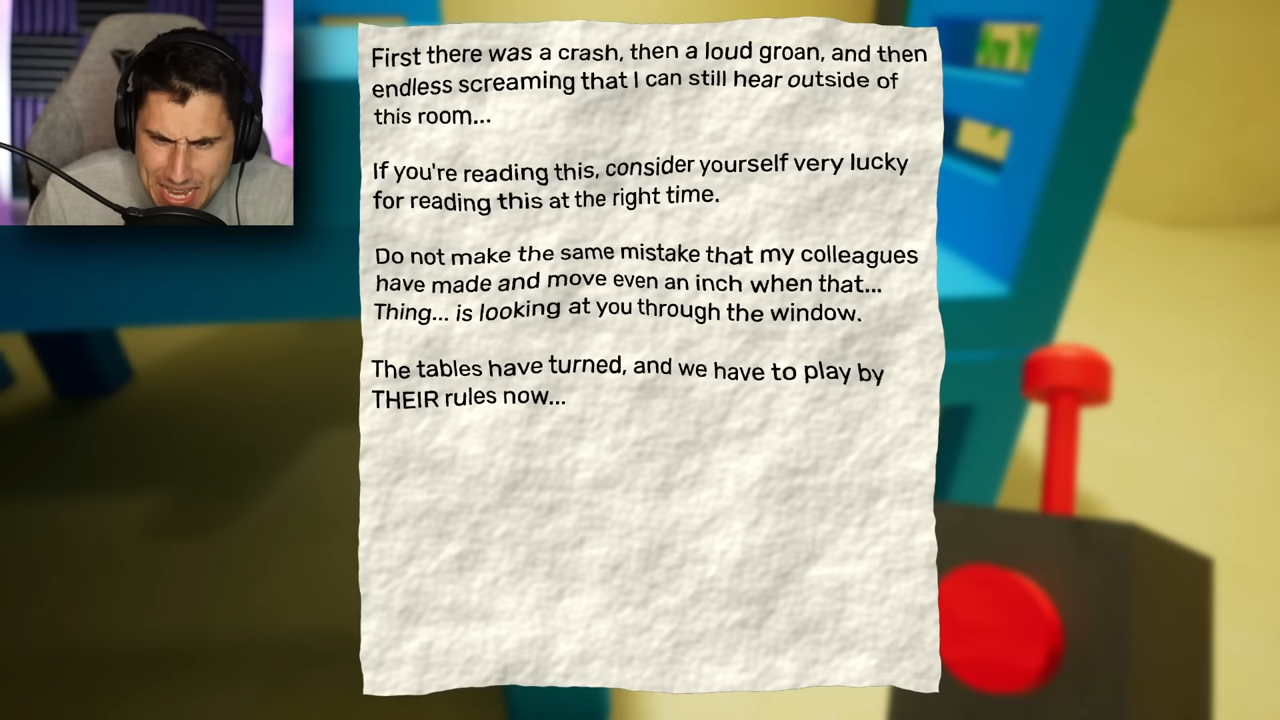 First there was a crash, then a loud groan, and then
endless screaming that I can still hear outside of
this room...
If you're reading this, consider yourself very lucky
for reading this at the right time.
Do not make the same mistake that my colleagues
have made and move even an inch when that...
Thing... is looking at you through the window.
The tables have turned, and we have to play by
THEIR rules now...